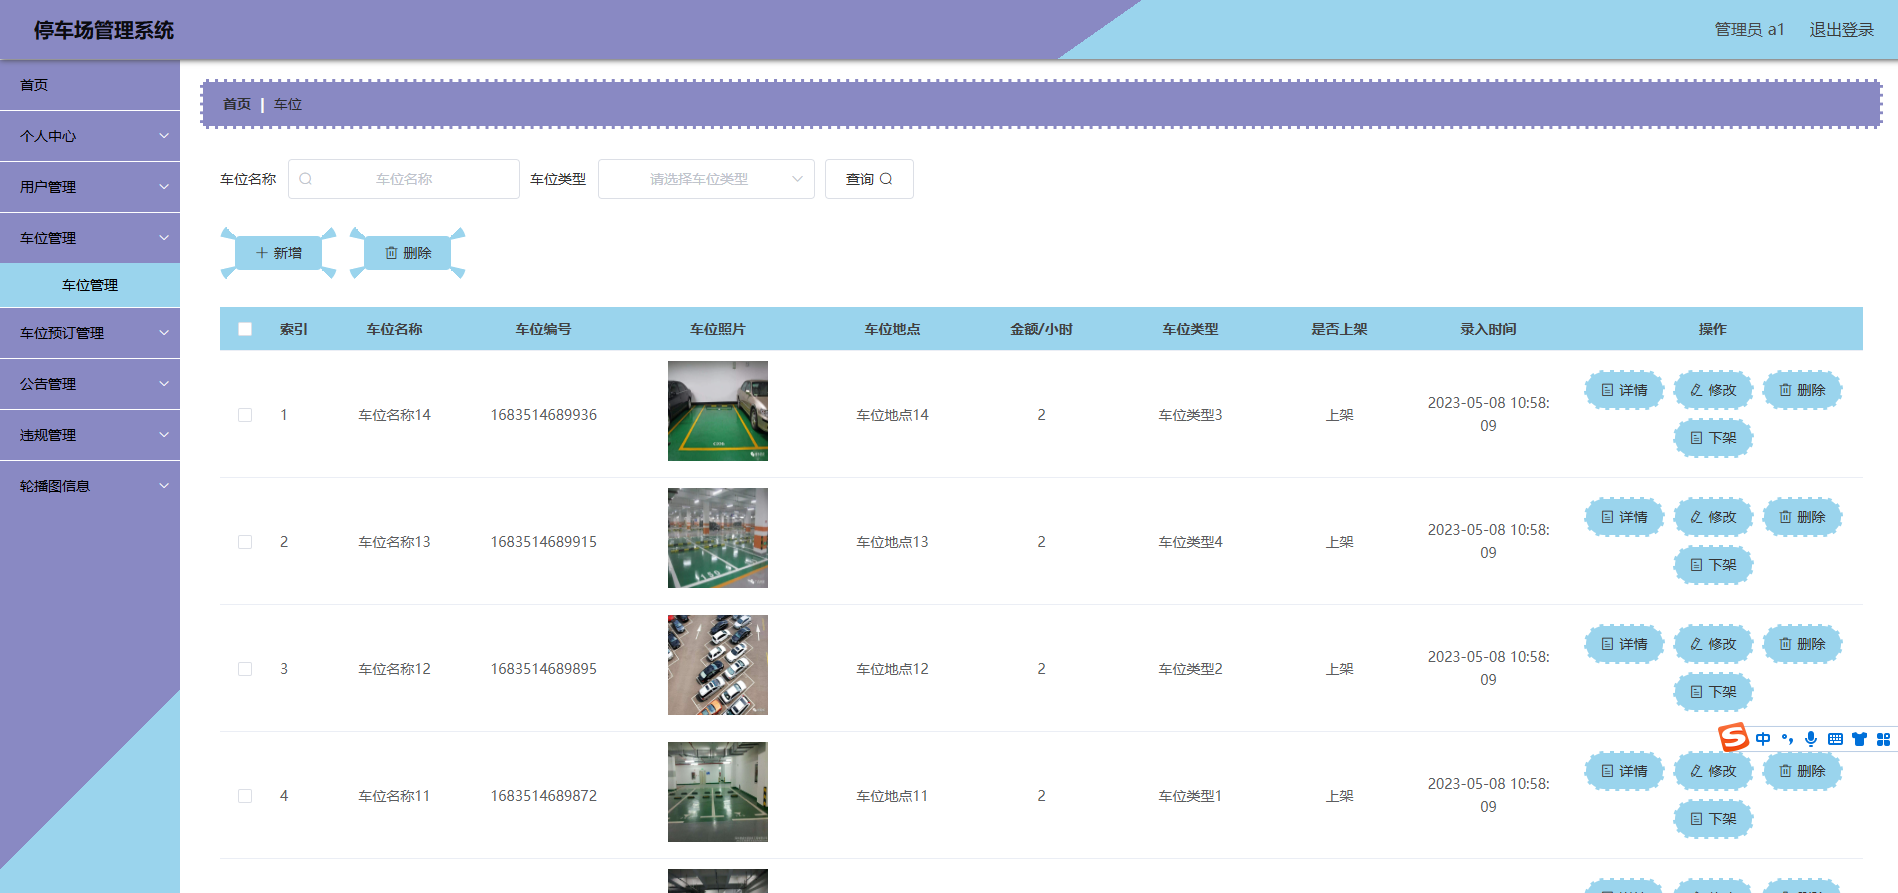 停车场管理系统
管理员 a1
退出登录
首页
个人中心
用户管理
车位管理
车位管理
车位预订管理
公告管理
违规管理
轮播图信息
首页 | 车位
车位名称 车位名称 车位类型 请选择车位类型 查询
新增 删除
索引 车位名称 车位编号 车位照片 车位地点 金额/小时 车位类型 是否上架 录入时间 操作
1 车位名称14 1683514689936 车位地点14 2 车位类型3 上架 2023-05-08 10:58:
09
详情 修改 删除
下架
2 车位名称13 1683514689915 车位地点13 2 车位类型4 上架 2023-05-08 10:58:
09
详情 修改 删除
下架
3 车位名称12 1683514689895 车位地点12 2 车位类型2 上架 2023-05-08 10:58:
09
详情 修改 删除
下架
中
4 车位名称11 1683514689872 车位地点11 2 车位类型1 上架 2023-05-08 10:58:
09
详情 修改 删除
下架